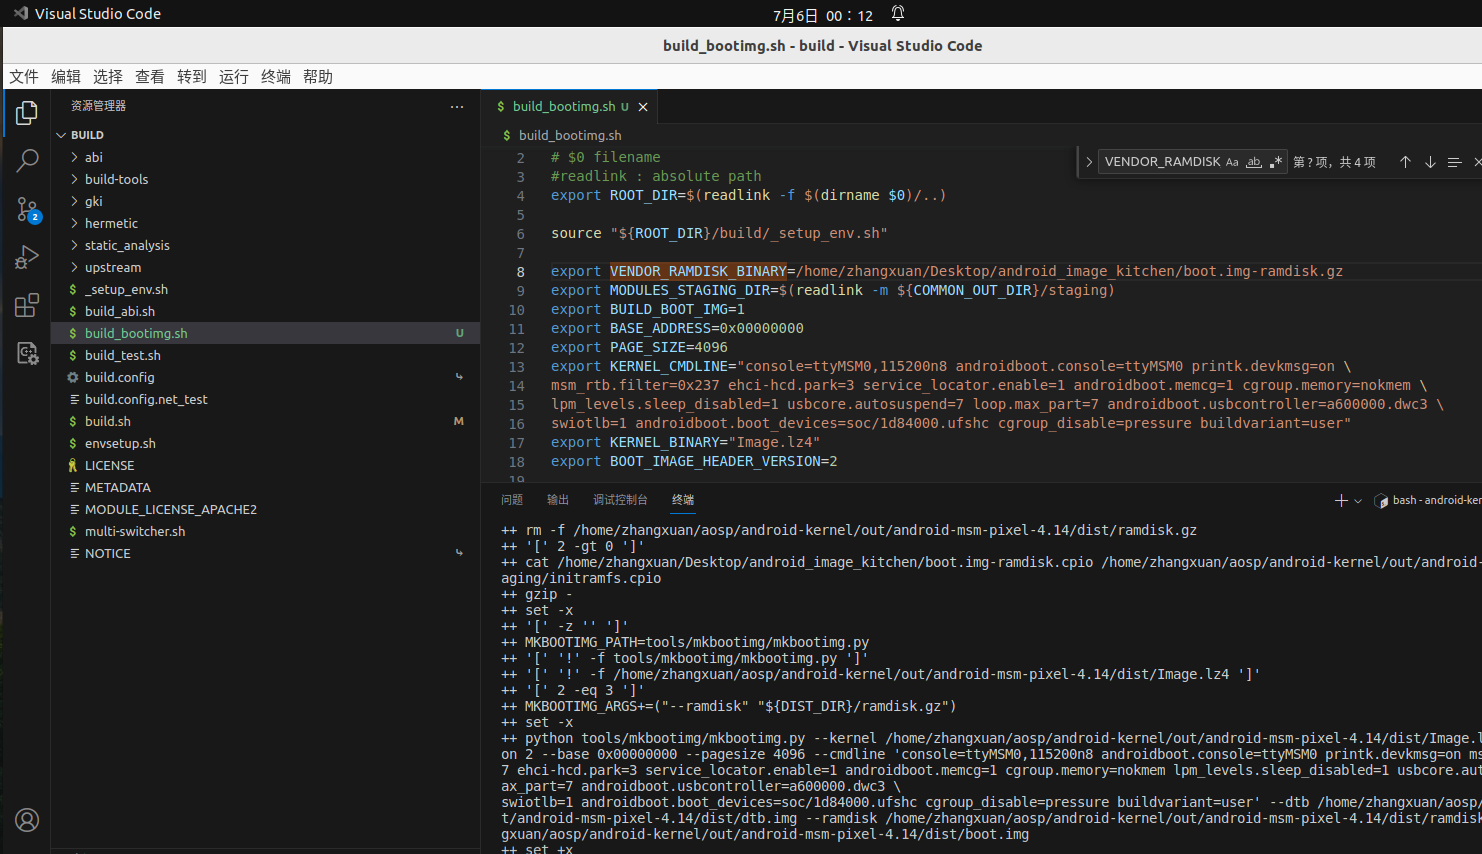 Visual Studio Code
7月6日 00：12
build_bootimg.sh - build - Visual Studio Code
文件 编辑 选择 查看 转到 运行 终端 帮助
资源管理器
BUILD
abi
build-tools
gki
hermetic
static_analysis
upstream
$ _setup_env.sh
$ build_abi.sh
$ build_bootimg.sh U
$ build_test.sh
build.config
build.config.net_test
$ build.sh M
$ envsetup.sh
LICENSE
METADATA
MODULE_LICENSE_APACHE2
$ multi-switcher.sh
NOTICE
2
$ build_bootimg.sh U
$ build_bootimg.sh
VENDOR_RAMDISK Aa ab .* 第 ? 项，共 4 项
2 # $0 filename
3 #readlink : absolute path
4 export ROOT_DIR=$(readlink -f $(dirname $0)/..)
5
6 source "${ROOT_DIR}/build/_setup_env.sh"
7
8 export VENDOR_RAMDISK_BINARY=/home/zhangxuan/Desktop/android_image_kitchen/boot.img-ramdisk.gz
9 export MODULES_STAGING_DIR=$(readlink -m ${COMMON_OUT_DIR}/staging)
10 export BUILD_BOOT_IMG=1
11 export BASE_ADDRESS=0x00000000
12 export PAGE_SIZE=4096
13 export KERNEL_CMDLINE="console=ttyMSM0,115200n8 androidboot.console=ttyMSM0 printk.devkmsg=on \
14 msm_rtb.filter=0x237 ehci-hcd.park=3 service_locator.enable=1 androidboot.memcg=1 cgroup.memory=nokmem \
15 lpm_levels.sleep_disabled=1 usbcore.autosuspend=7 loop.max_part=7 androidboot.usbcontroller=a600000.dwc3 \
16 swiotlb=1 androidboot.boot_devices=soc/1d84000.ufshc cgroup_disable=pressure buildvariant=user"
17 export KERNEL_BINARY="Image.lz4"
18 export BOOT_IMAGE_HEADER_VERSION=2
19
问题 输出 调试控制台 终端
bash - android-ker
++ rm -f /home/zhangxuan/aosp/android-kernel/out/android-msm-pixel-4.14/dist/ramdisk.gz
++ '[' 2 -gt 0 ']'
++ cat /home/zhangxuan/Desktop/android_image_kitchen/boot.img-ramdisk.cpio /home/zhangxuan/aosp/android-kernel/out/android-
aging/initramfs.cpio
++ gzip -
++ set -x
++ '[' -z '' ']'
++ MKBOOTIMG_PATH=tools/mkbootimg/mkbootimg.py
++ '[' '!' -f tools/mkbootimg/mkbootimg.py ']'
++ '[' '!' -f /home/zhangxuan/aosp/android-kernel/out/android-msm-pixel-4.14/dist/Image.lz4 ']'
++ '[' 2 -eq 3 ']'
++ MKBOOTIMG_ARGS+=("--ramdisk" "${DIST_DIR}/ramdisk.gz")
++ set -x
++ python tools/mkbootimg/mkbootimg.py --kernel /home/zhangxuan/aosp/android-kernel/out/android-msm-pixel-4.14/dist/Image.l
on 2 --base 0x00000000 --pagesize 4096 --cmdline 'console=ttyMSM0,115200n8 androidboot.console=ttyMSM0 printk.devkmsg=on ms
7 ehci-hcd.park=3 service_locator.enable=1 androidboot.memcg=1 cgroup.memory=nokmem lpm_levels.sleep_disabled=1 usbcore.aut
ax_part=7 androidboot.usbcontroller=a600000.dwc3 \
swiotlb=1 androidboot.boot_devices=soc/1d84000.ufshc cgroup_disable=pressure buildvariant=user' --dtb /home/zhangxuan/aosp/
t/android-msm-pixel-4.14/dist/dtb.img --ramdisk /home/zhangxuan/aosp/android-kernel/out/android-msm-pixel-4.14/dist/ramdisk
gxuan/aosp/android-kernel/out/android-msm-pixel-4.14/dist/boot.img
++ set +x